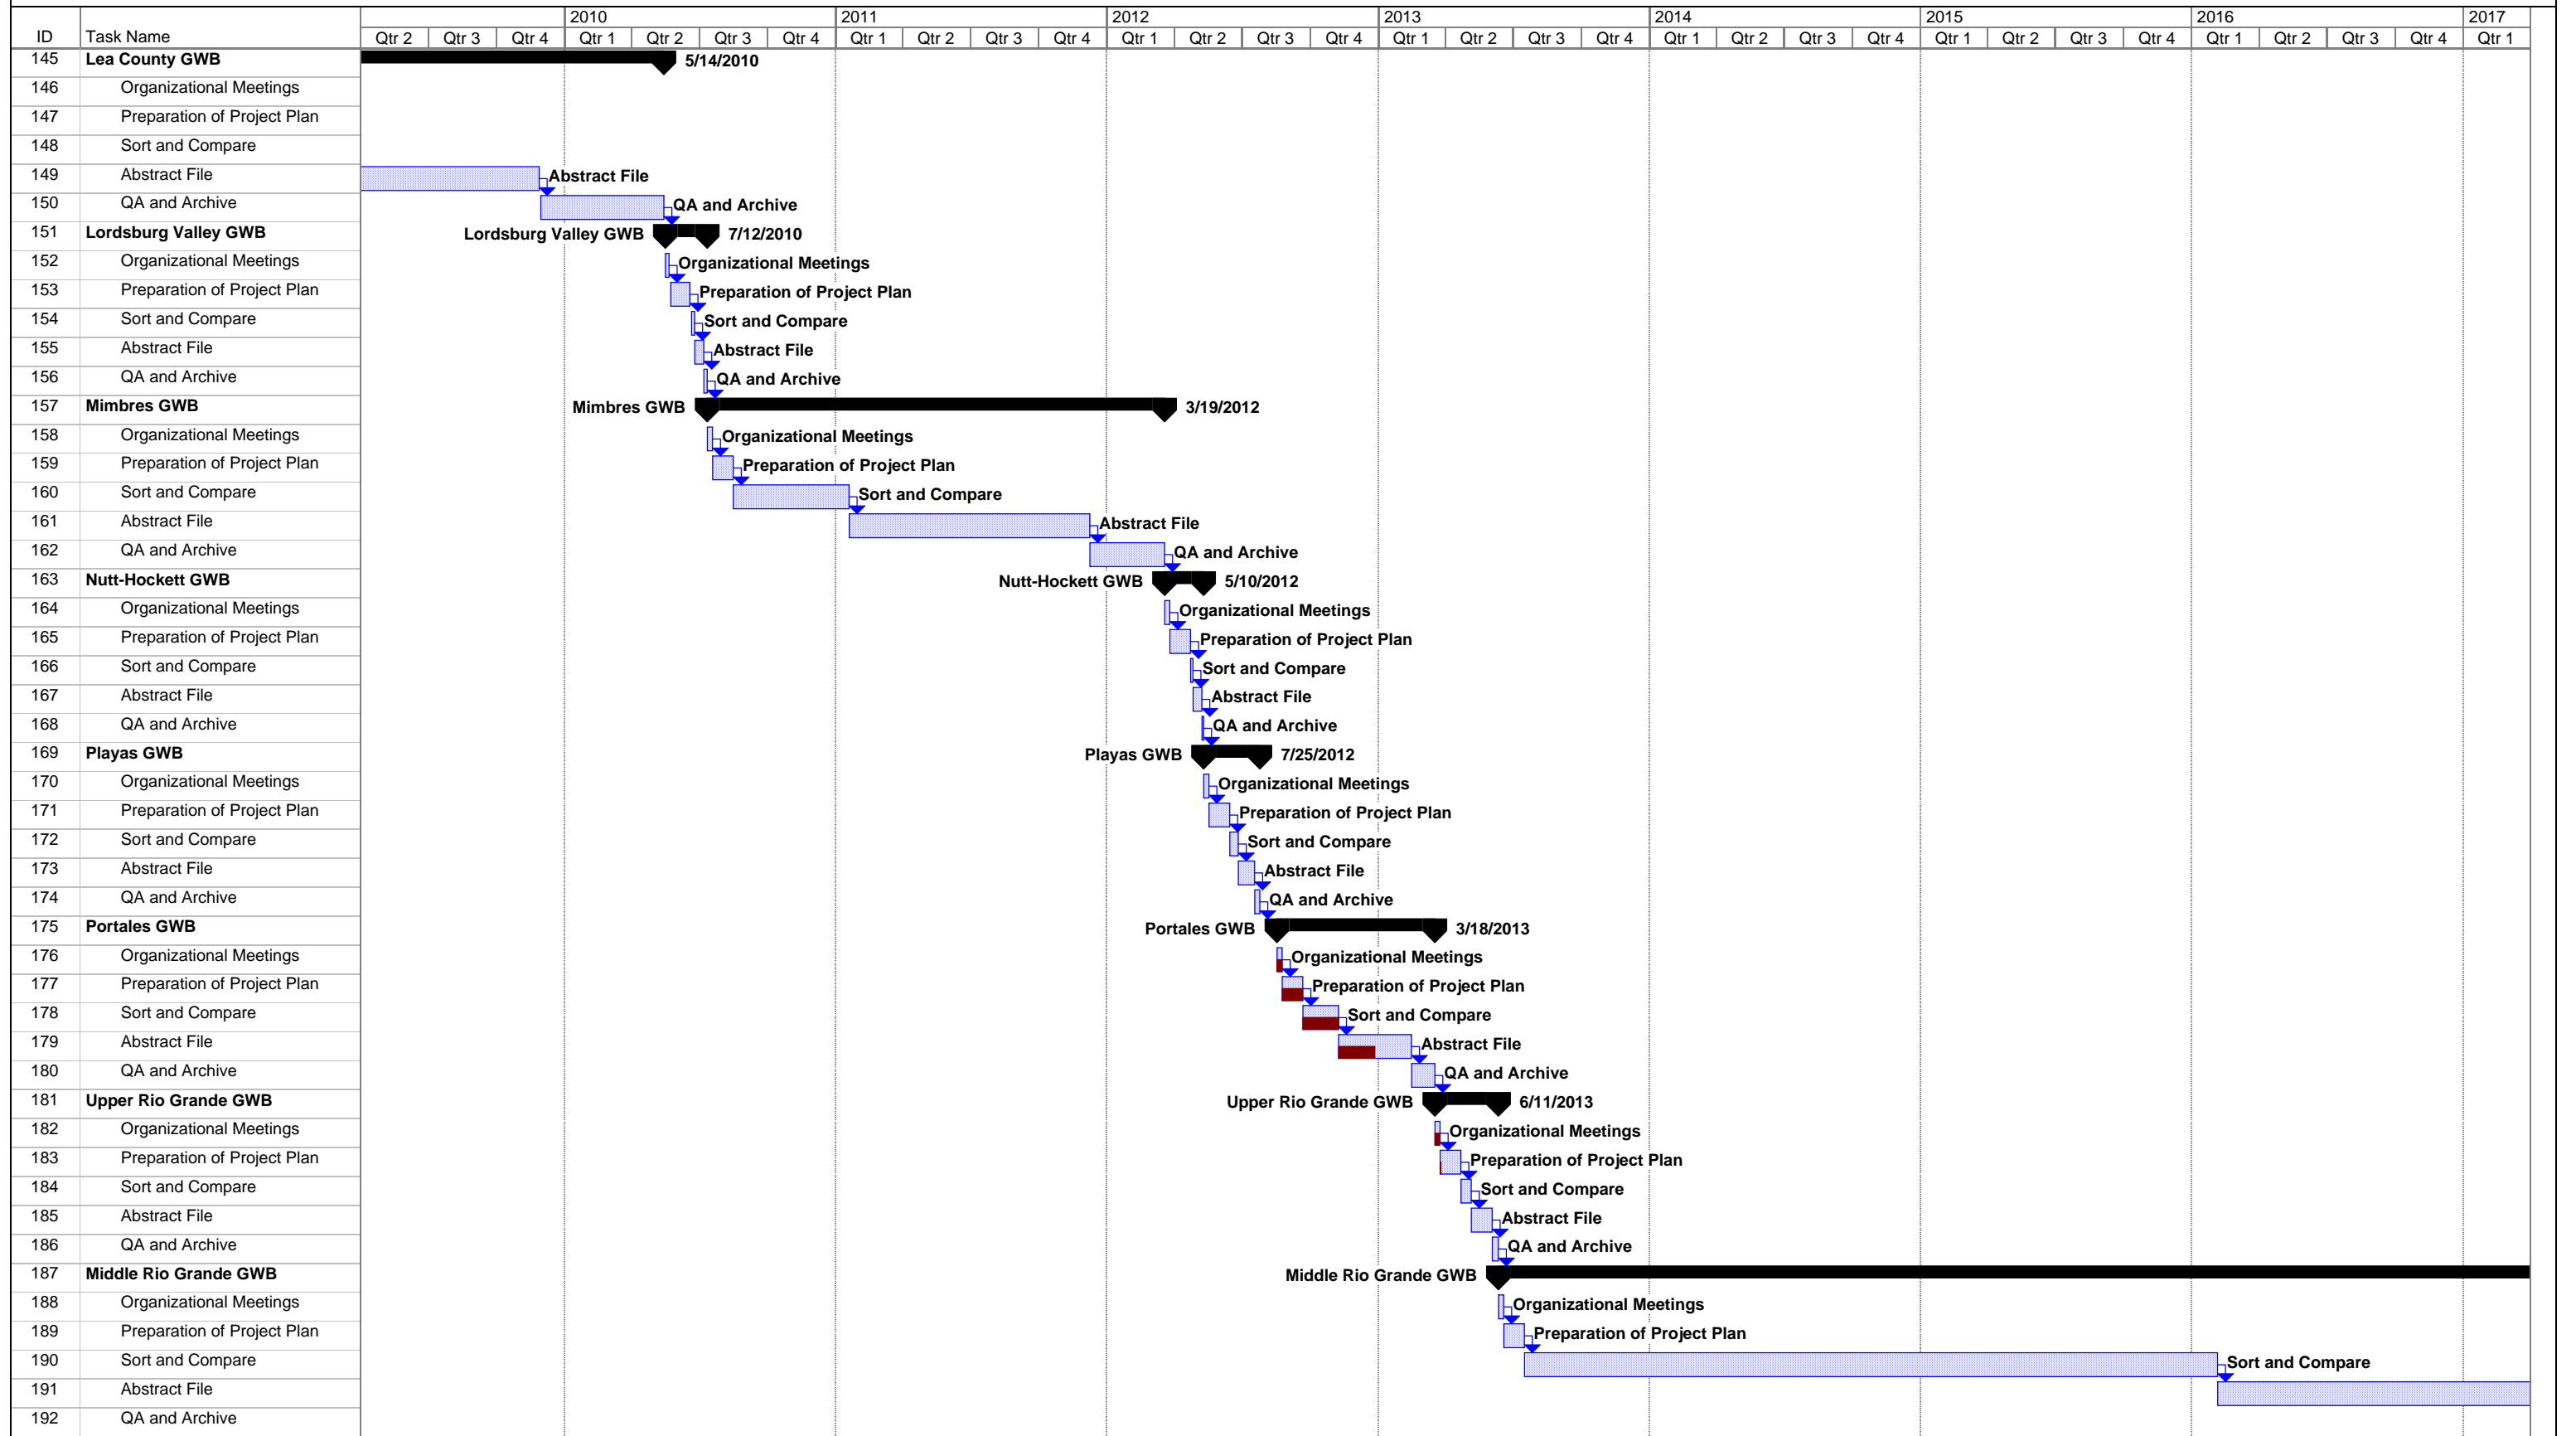 2010 2011 2012 2013 2014 2015 2016 2017
ID Task Name Qtr 2 Qtr 3 Qtr 4 Qtr 1 Qtr 2 Qtr 3 Qtr 4 Qtr 1 Qtr 2 Qtr 3 Qtr 4 Qtr 1 Qtr 2 Qtr 3 Qtr 4 Qtr 1 Qtr 2 Qtr 3 Qtr 4 Qtr 1 Qtr 2 Qtr 3 Qtr 4 Qtr 1 Qtr 2 Qtr 3 Qtr 4 Qtr 1 Qtr 2 Qtr 3 Qtr 4 Qtr 1
145 Lea County GWB 5/14/2010
146 Organizational Meetings
147 Preparation of Project Plan
148 Sort and Compare
149 Abstract File Abstract File
150 QA and Archive QA and Archive
151 Lordsburg Valley GWB Lordsburg Valley GWB 7/12/2010
152 Organizational Meetings Organizational Meetings
153 Preparation of Project Plan Preparation of Project Plan
154 Sort and Compare Sort and Compare
155 Abstract File Abstract File
156 QA and Archive QA and Archive
157 Mimbres GWB Mimbres GWB 3/19/2012
158 Organizational Meetings Organizational Meetings
159 Preparation of Project Plan Preparation of Project Plan
160 Sort and Compare Sort and Compare
161 Abstract File Abstract File
162 QA and Archive QA and Archive
163 Nutt-Hockett GWB Nutt-Hockett GWB 5/10/2012
164 Organizational Meetings Organizational Meetings
165 Preparation of Project Plan Preparation of Project Plan
166 Sort and Compare Sort and Compare
167 Abstract File Abstract File
168 QA and Archive QA and Archive
169 Playas GWB Playas GWB 7/25/2012
170 Organizational Meetings Organizational Meetings
171 Preparation of Project Plan Preparation of Project Plan
172 Sort and Compare Sort and Compare
173 Abstract File Abstract File
174 QA and Archive QA and Archive
175 Portales GWB Portales GWB 3/18/2013
176 Organizational Meetings Organizational Meetings
177 Preparation of Project Plan Preparation of Project Plan
178 Sort and Compare Sort and Compare
179 Abstract File Abstract File
180 QA and Archive QA and Archive
181 Upper Rio Grande GWB Upper Rio Grande GWB 6/11/2013
182 Organizational Meetings Organizational Meetings
183 Preparation of Project Plan Preparation of Project Plan
184 Sort and Compare Sort and Compare
185 Abstract File Abstract File
186 QA and Archive QA and Archive
187 Middle Rio Grande GWB Middle Rio Grande GWB
188 Organizational Meetings Organizational Meetings
189 Preparation of Project Plan Preparation of Project Plan
190 Sort and Compare Sort and Compare
191 Abstract File
192 QA and Archive